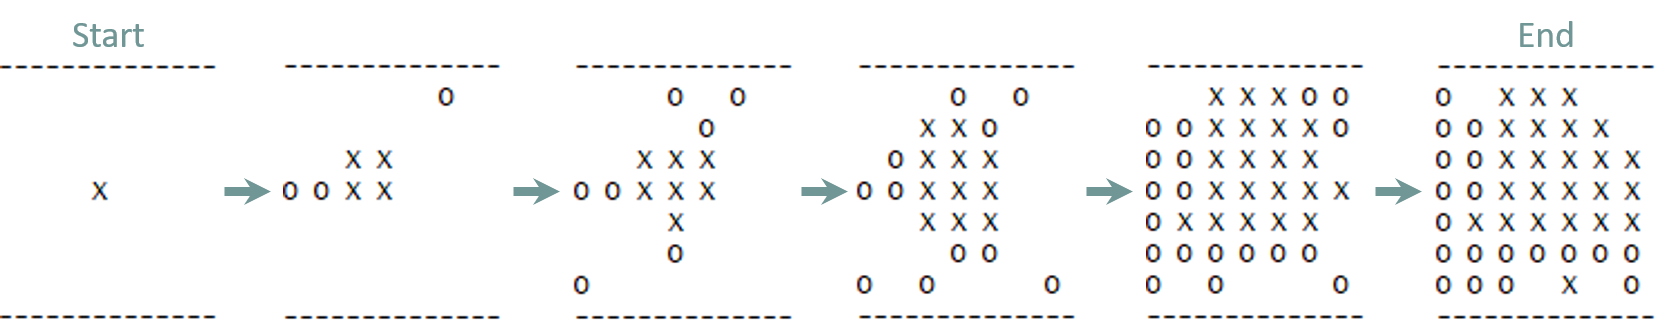 Start End
-------------- -------------- -------------- -------------- -------------- --------------
O O O O O X X X O O O X X X
O X X O O O X X X X O O O X X X X
X X X X X O X X X O O X X X X O O X X X X X
X O O X X O O X X X O O X X X O O X X X X X O O X X X X X
X X X X O X X X X X O X X X X X X
O O O O O O O O O O O O O O O O
O O O O O O O O O O X O
-------------- -------------- -------------- -------------- -------------- --------------